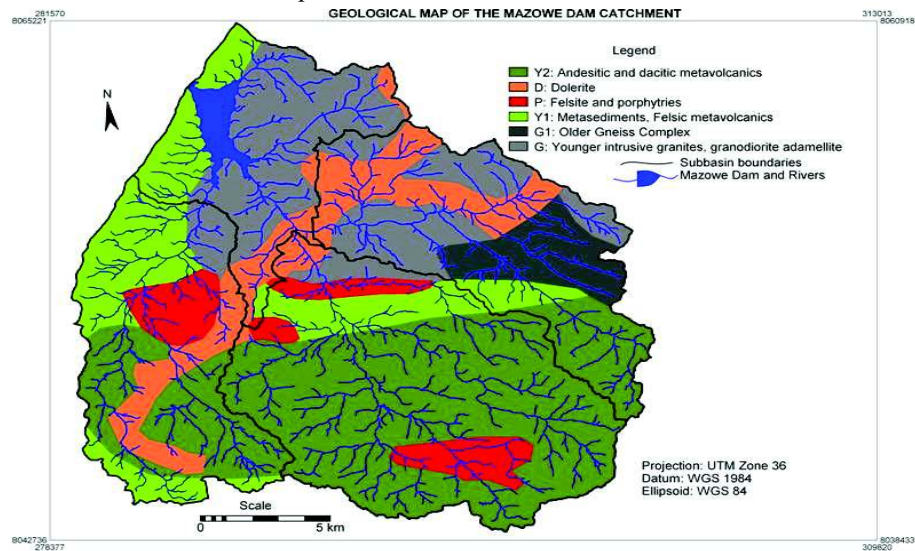 GEOLOGICAL MAP OF THE MAZOWE DAM CATCHMENT
281570
313013
8065221
8060918
Legend
Y2: Andesitic and dacitic metavolcanics
D: Dolerite
P: Felsite and porphytries
Y1: Metasediments, Felsic metavolcanics
G1: Older Gneiss Complex
G: Younger intrusive granites, granodiorite adamellite
Subbasin boundaries
Mazowe Dam and Rivers
N
Projection: UTM Zone 36
Datum: WGS 1984
Ellipsoid: WGS 84
Scale
0 5 km
8042736
8038433
278377
309820